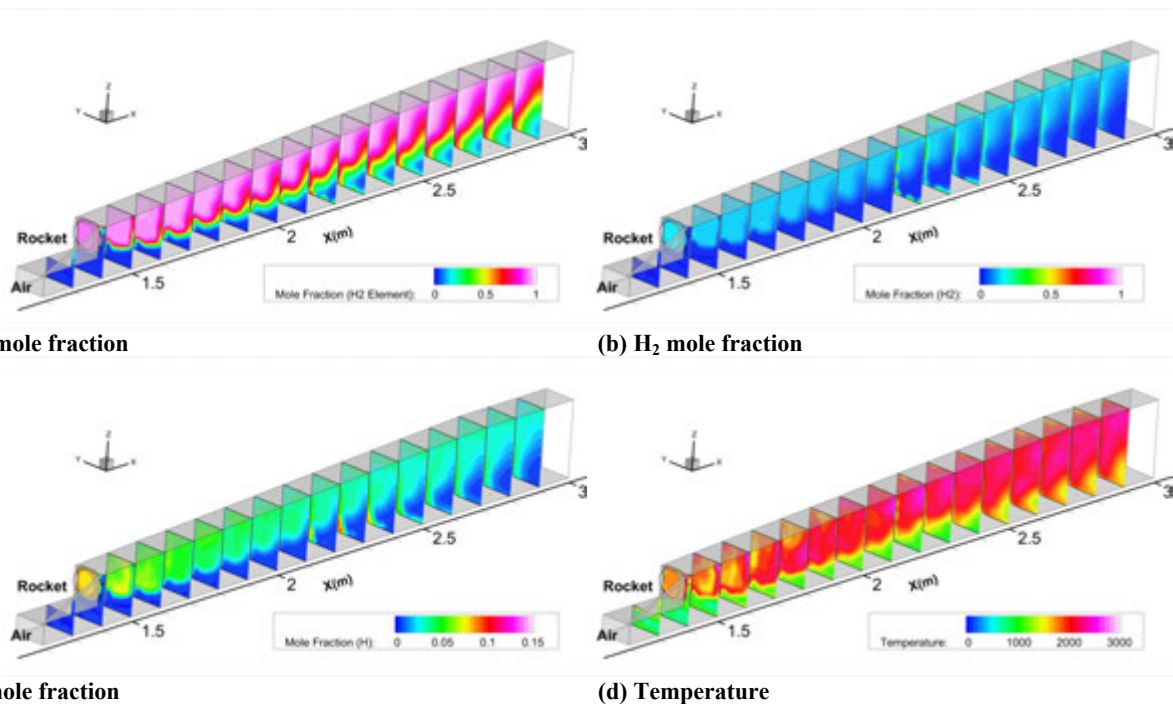 Z
Y
X
Rocket
Air
1.5
2
2.5
3
X(m)
Mole Fraction (H2 Element): 0 0.5 1
Z
Y
X
Rocket
Air
1.5
2
2.5
3
X(m)
Mole Fraction (H2): 0 0.5 1
mole fraction
(b) H₂ mole fraction
Z
Y
X
Rocket
Air
1.5
2
2.5
3
X(m)
Mole Fraction (H): 0 0.05 0.1 0.15
Z
Y
X
Rocket
Air
1.5
2
2.5
3
X(m)
Temperature: 0 1000 2000 3000
mole fraction
(d) Temperature